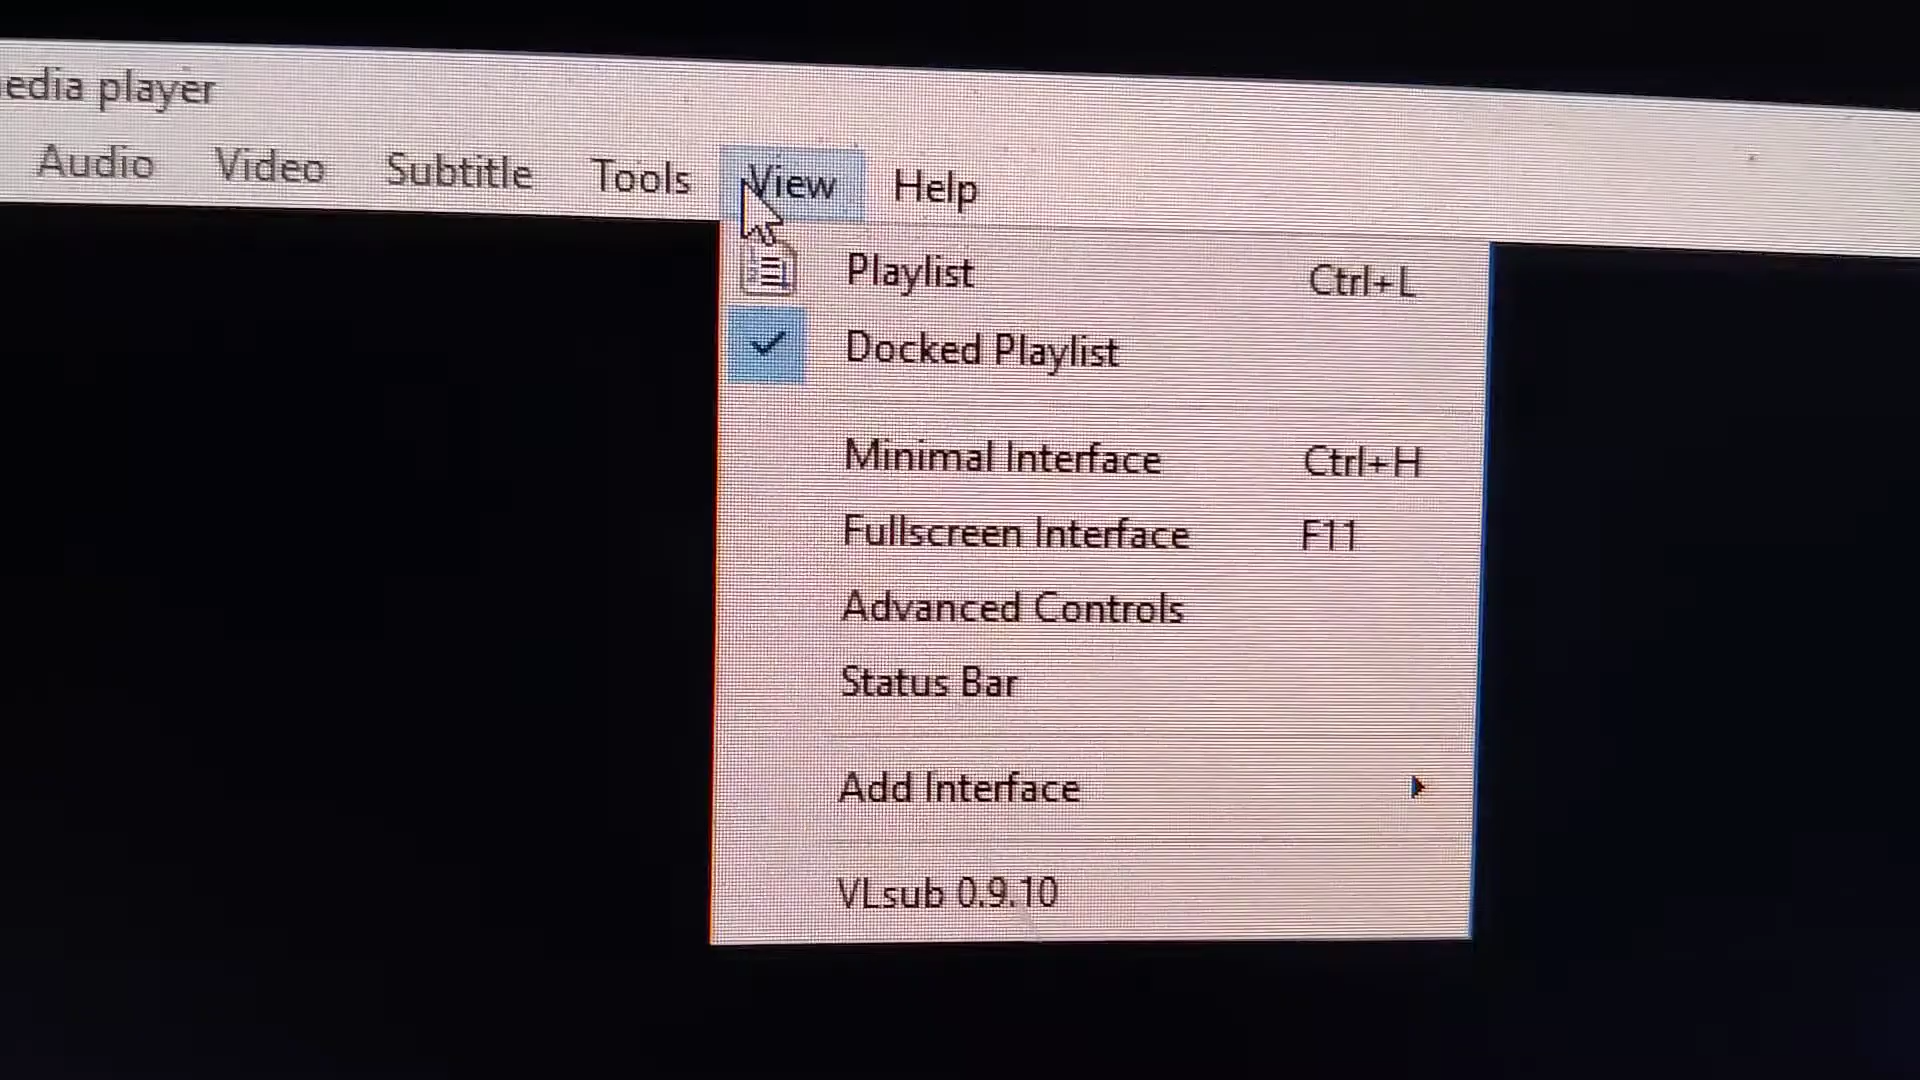 player
Audio Video Subtitle Tools View Help
Playlist Ctrl+L
Docked Playlist
Minimal Interface Ctrl+H
Fullscreen Interface F11
Advanced Controls
Status Bar
Add Interface
VLsub 0.9.10